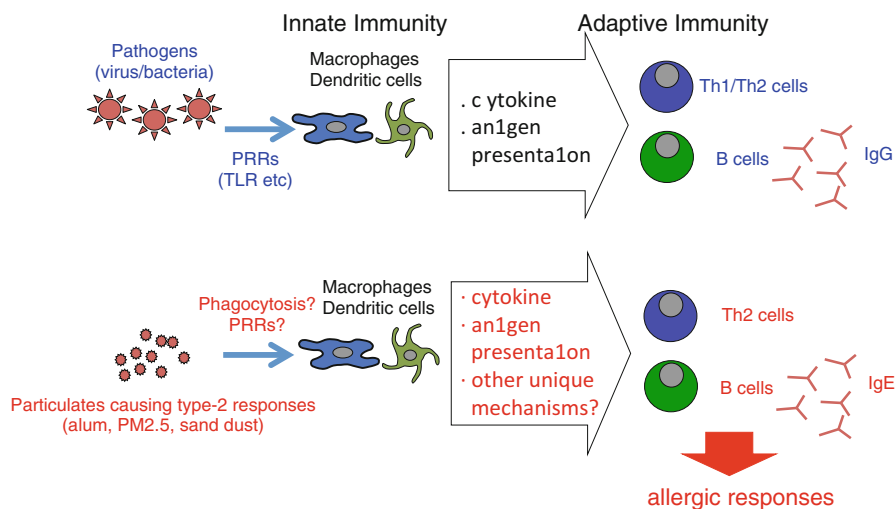 Innate Immunity
Adaptive Immunity
Pathogens
(virus/bacteria)
Macrophages
Dendritic cells
PRRs
(TLR etc)
. c ytokine
. an1gen
presenta1on
Th1/Th2 cells
B cells
IgG
Phagocytosis?
PRRs?
Macrophages
Dendritic cells
Particulates causing type-2 responses
(alum, PM2.5, sand dust)
· cytokine
· an1gen
presenta1on
· other unique
mechanisms?
Th2 cells
B cells
IgE
allergic responses